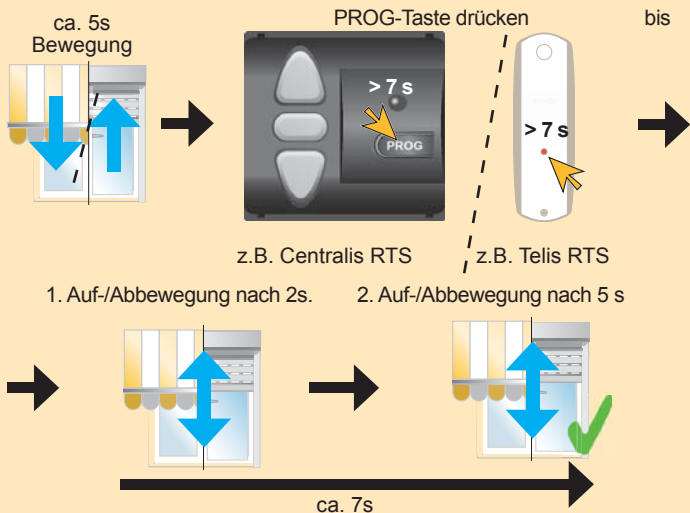 ca. 5s
Bewegung
PROG-Taste drücken bis
> 7 s
PROG
> 7 s
z.B. Centralis RTS
z.B. Telis RTS
1. Auf-/Abbewegung nach 2s.
2. Auf-/Abbewegung nach 5 s
ca. 7s